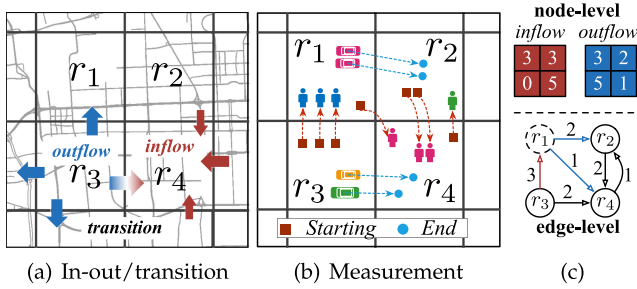 r1 r2
outflow inflow
r3 r4
transition
(a) In-out/transition
r1 r2
r3 r4
Starting End
(b) Measurement
node-level
inflow outflow
3 3 3 2
0 5 5 1
r1 2 r2
1
3 2 1
r3 2 r4
edge-level
(c)